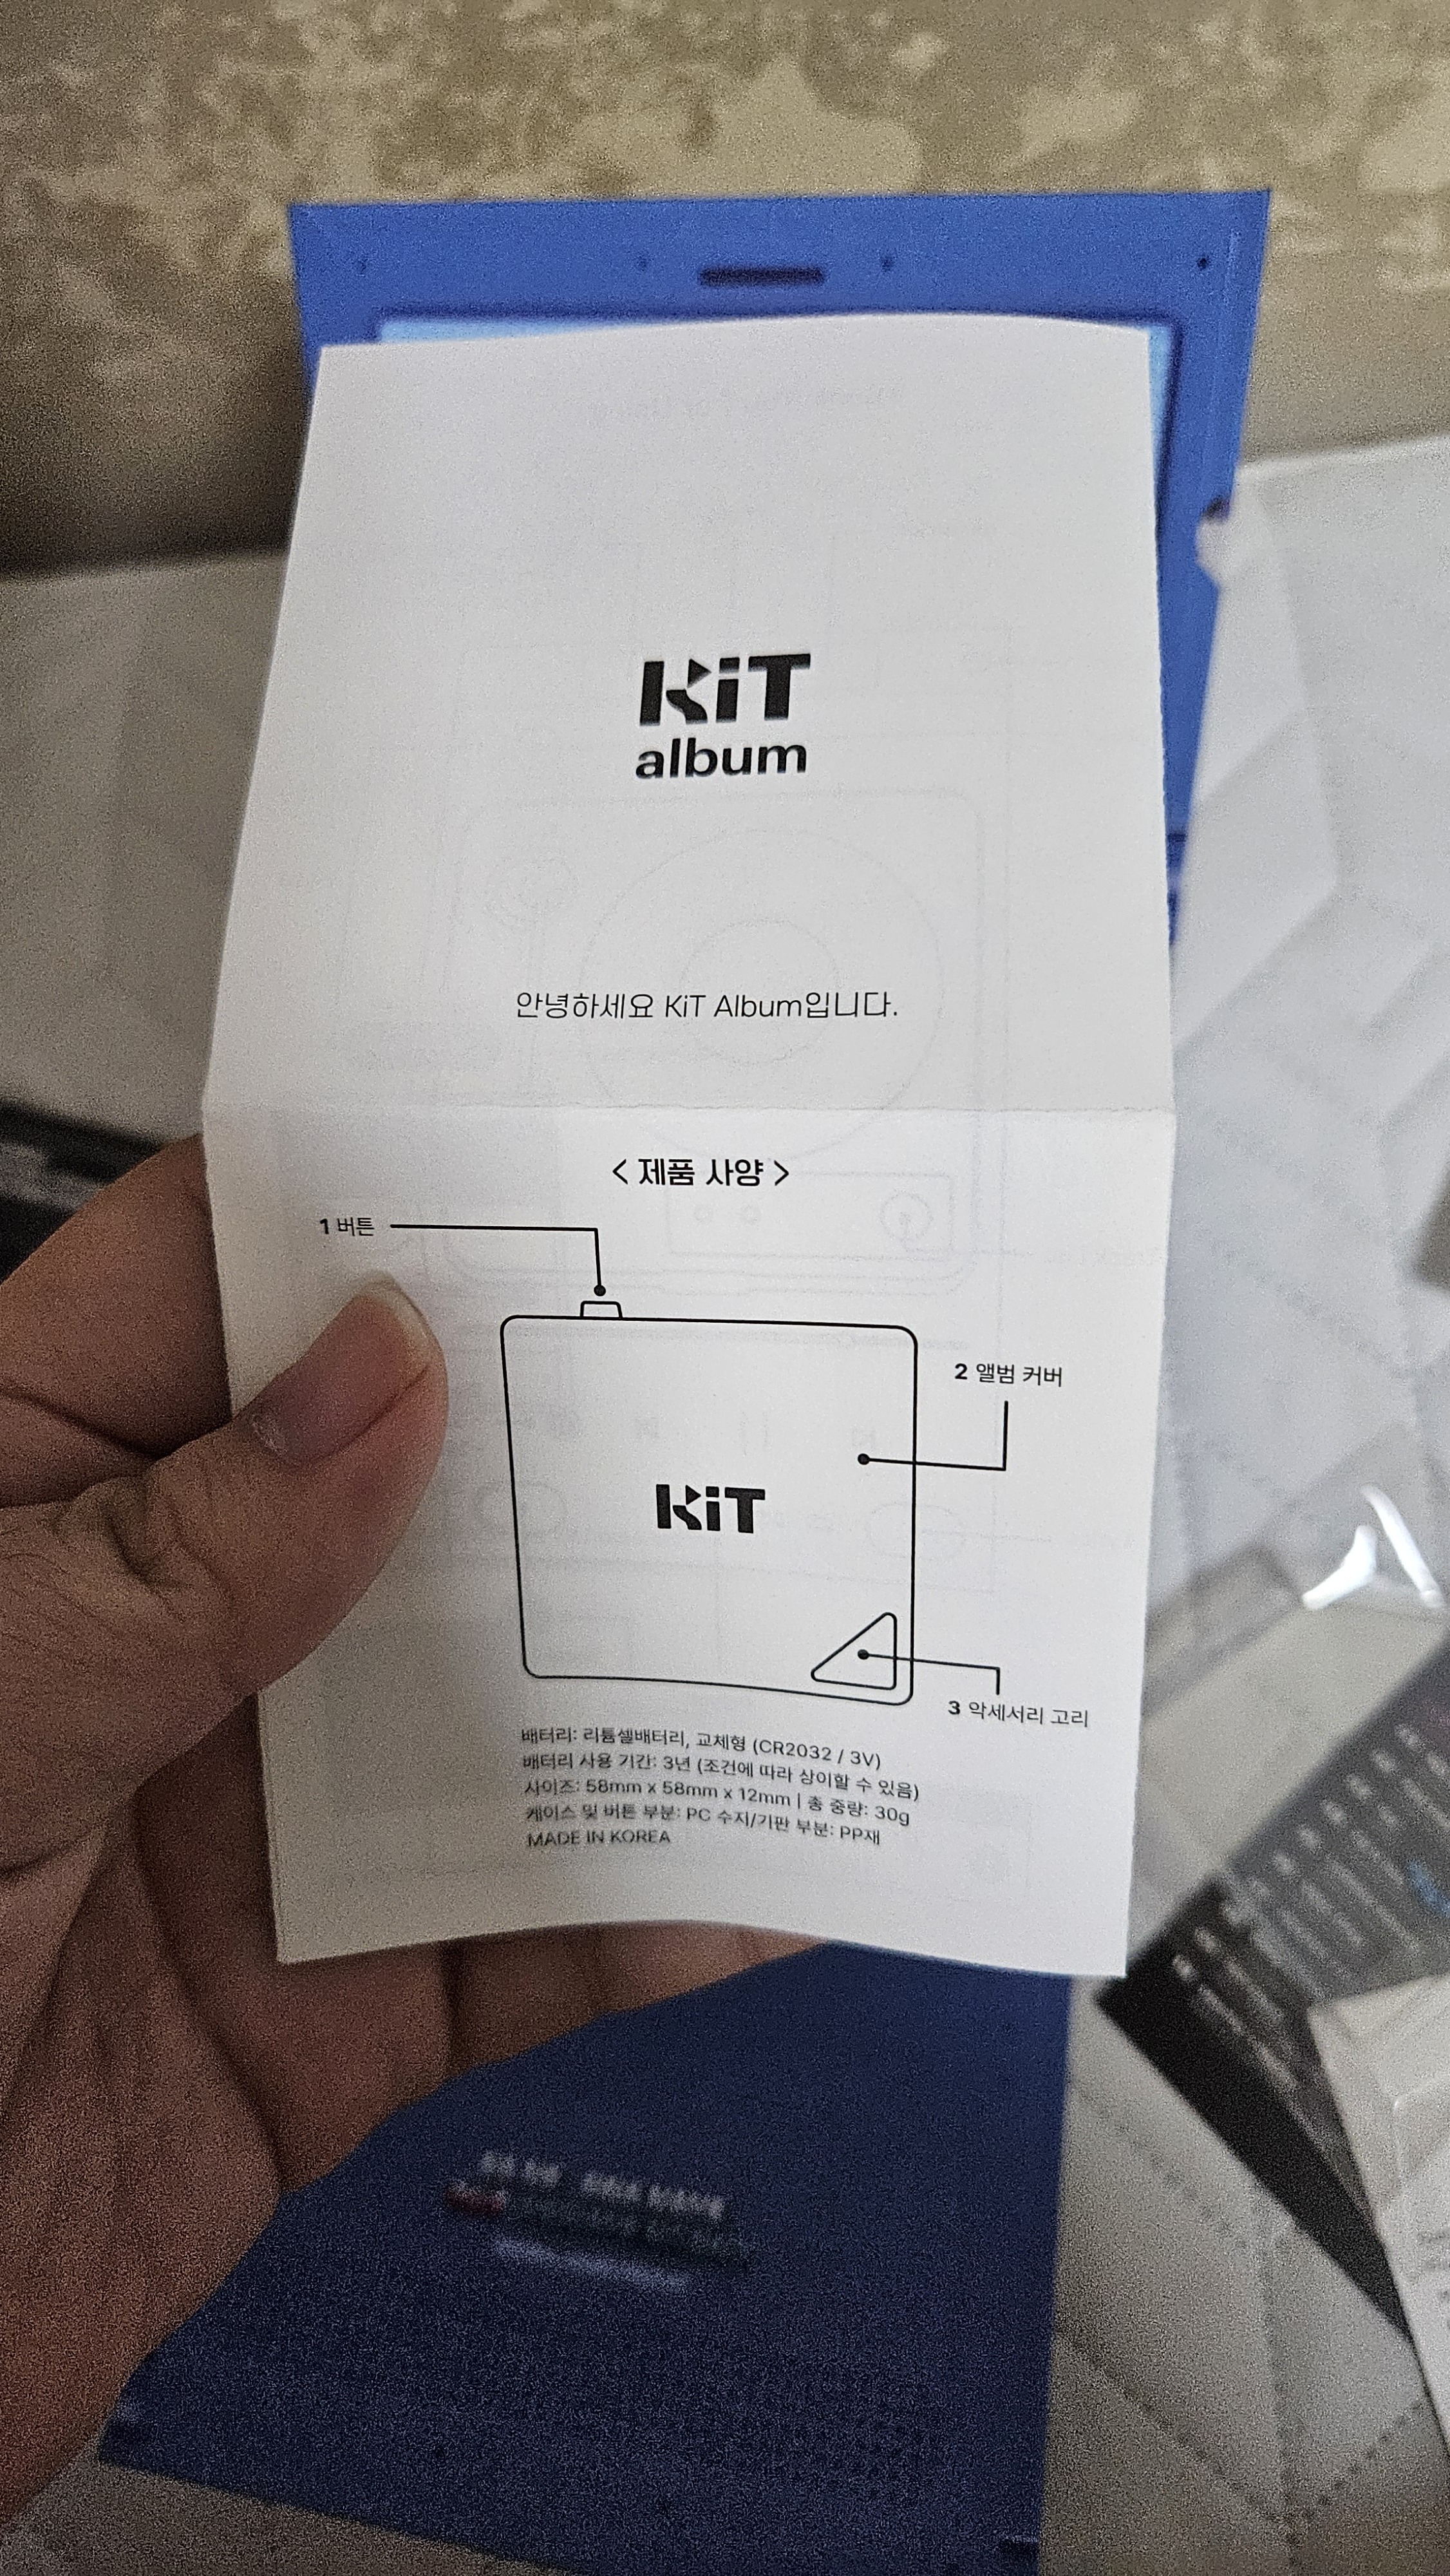 KiT
album
안녕하세요 KiT Album입니다.
< 제품 사양 >
1 버튼
2 앨범 커버
KiT
3 악세서리 고리
배터리: 리튬셀배터리, 교체형 (CR2032 / 3V)
배터리 사용 기간: 3년 (조건에 따라 상이할 수 있음)
사이즈: 58mm x 58mm x 12mm | 총 중량: 30g
케이스 및 버튼 부분: PC 수지/기판 부분: PP재
MADE IN KOREA